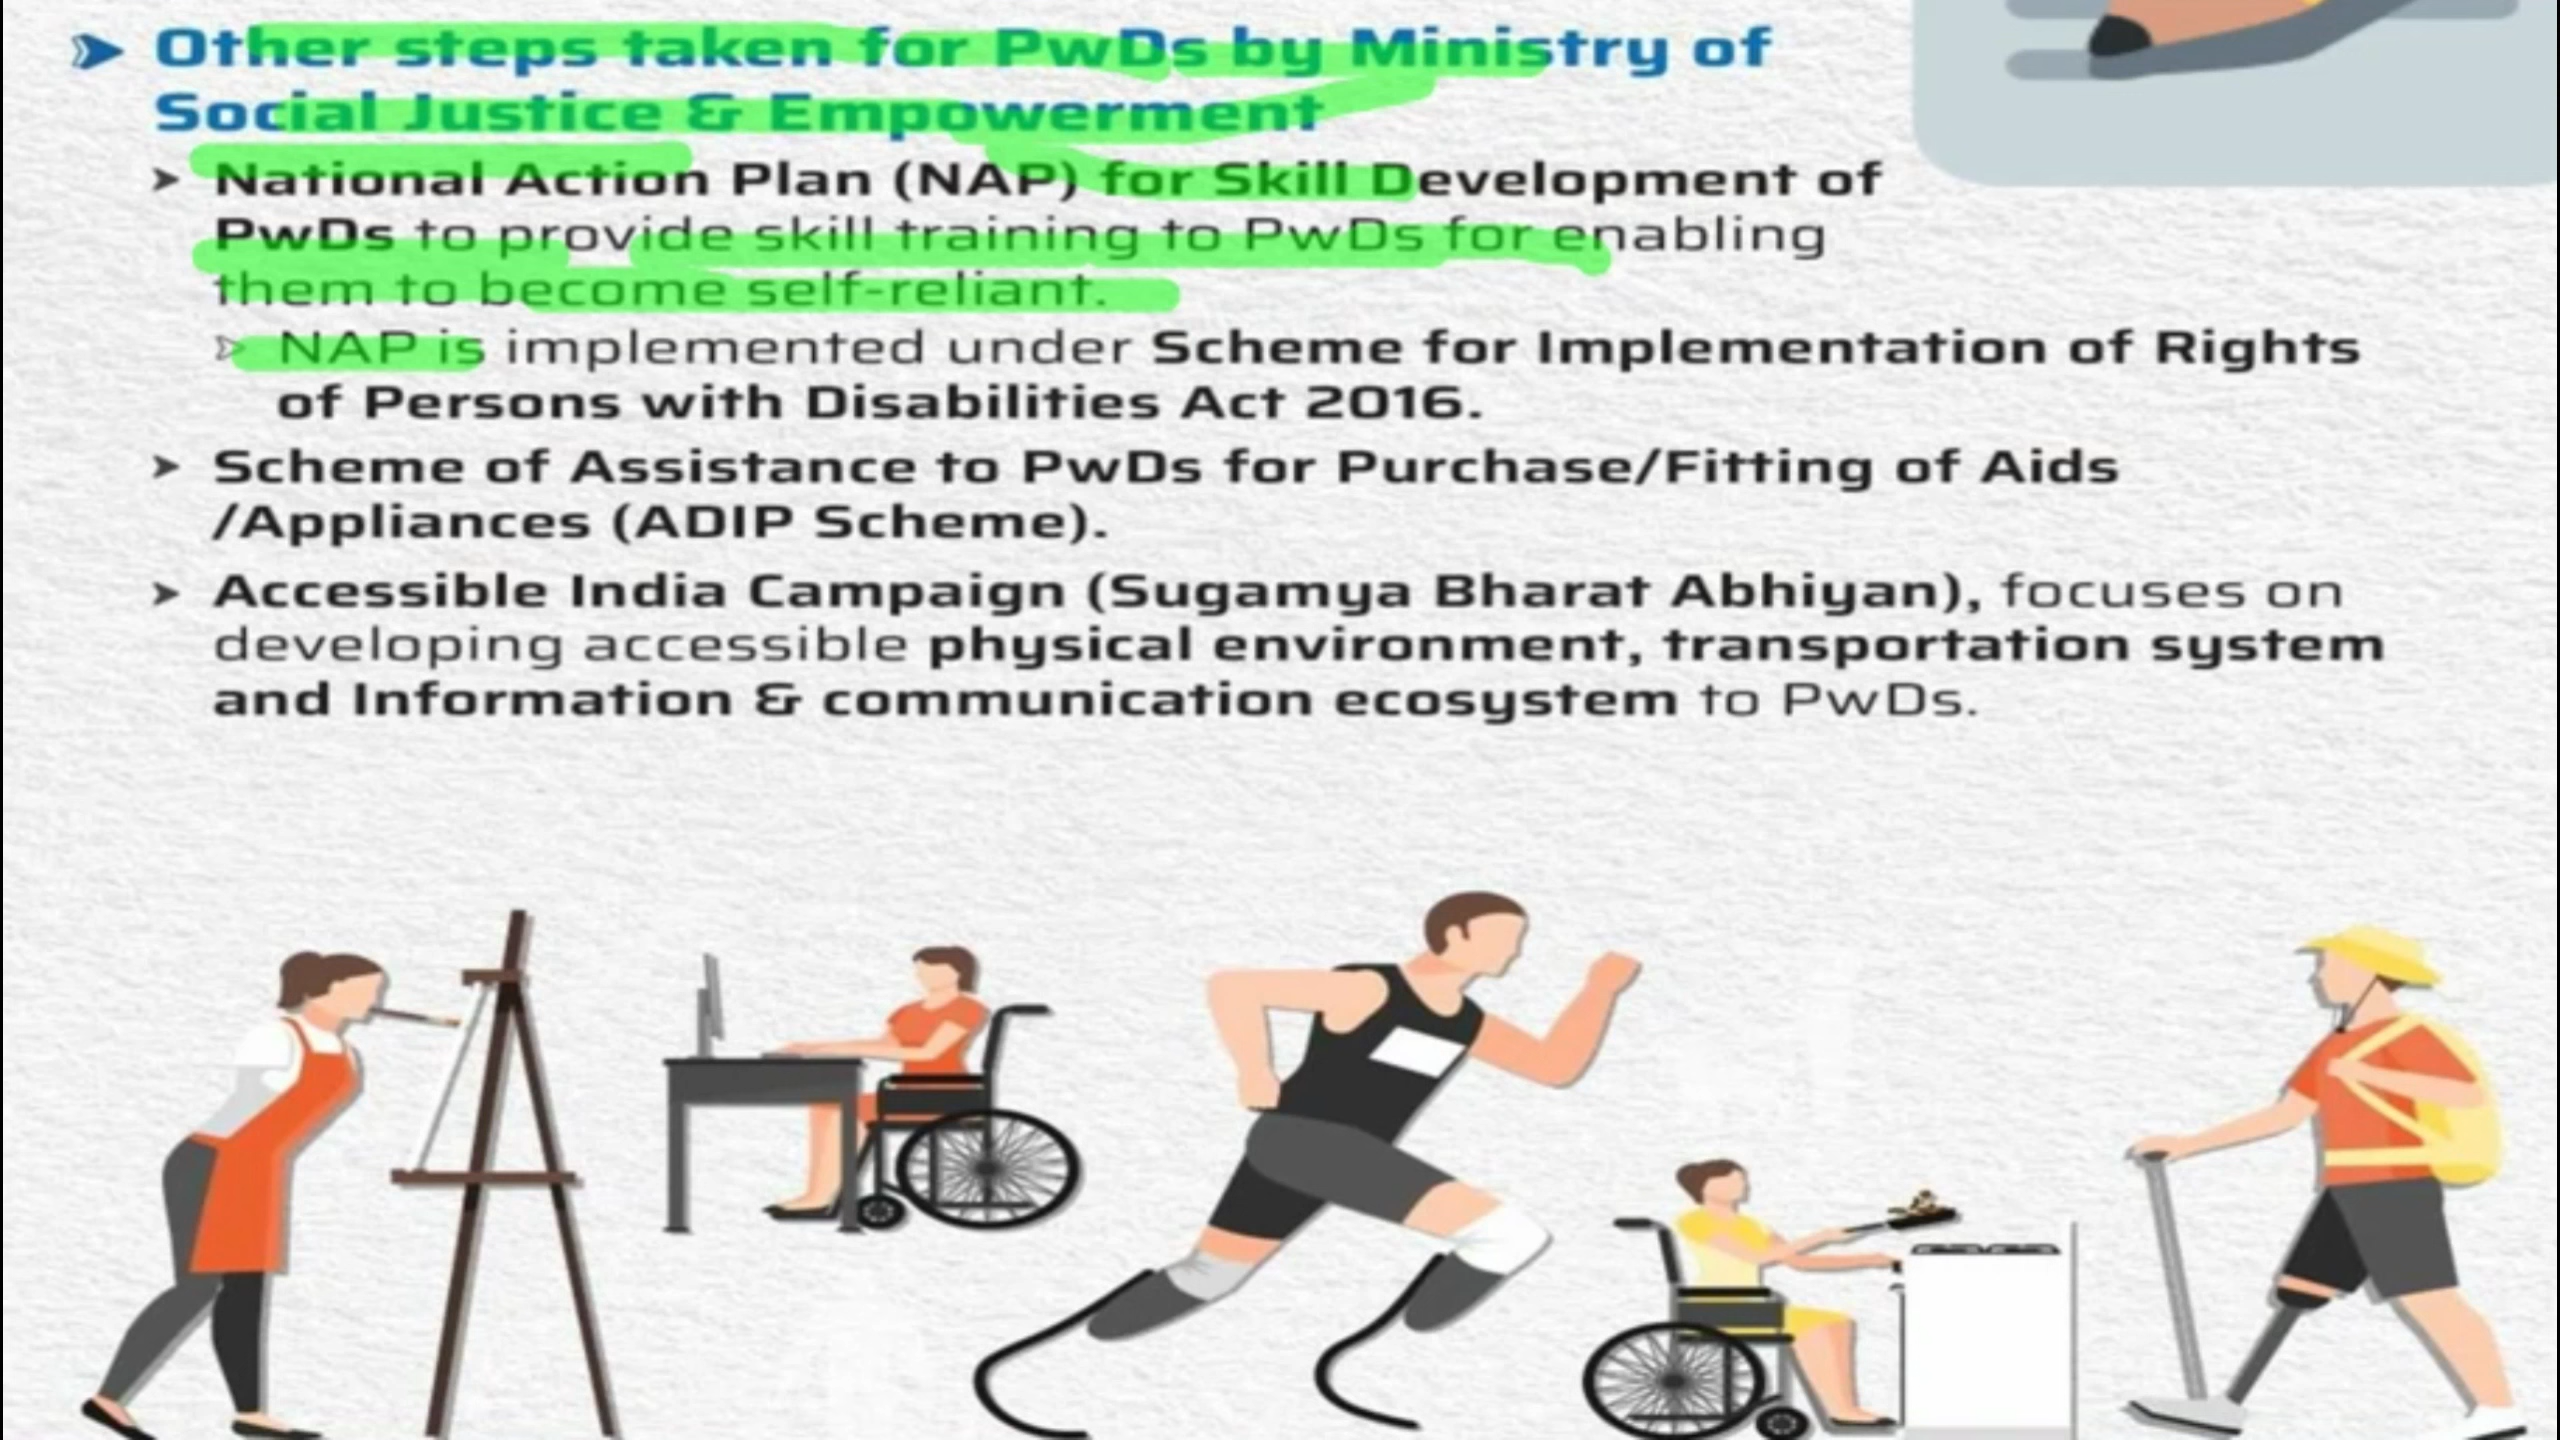 Other steps taken for PwDs by Ministry of
Social Justice & Empowerment
National Action Plan (NAP) for Skill Development of
PwDs to provide skill training to PwDs for enabling
them to become self-reliant.
NAP is implemented under Scheme for Implementation of Rights
of Persons with Disabilities Act 2016.
Scheme of Assistance to PwDs for Purchase/Fitting of Aids
/Appliances (ADIP Scheme).
Accessible India Campaign (Sugamya Bharat Abhiyan), focuses on
developing accessible physical environment, transportation system
and Information & communication ecosystem to PwDs.